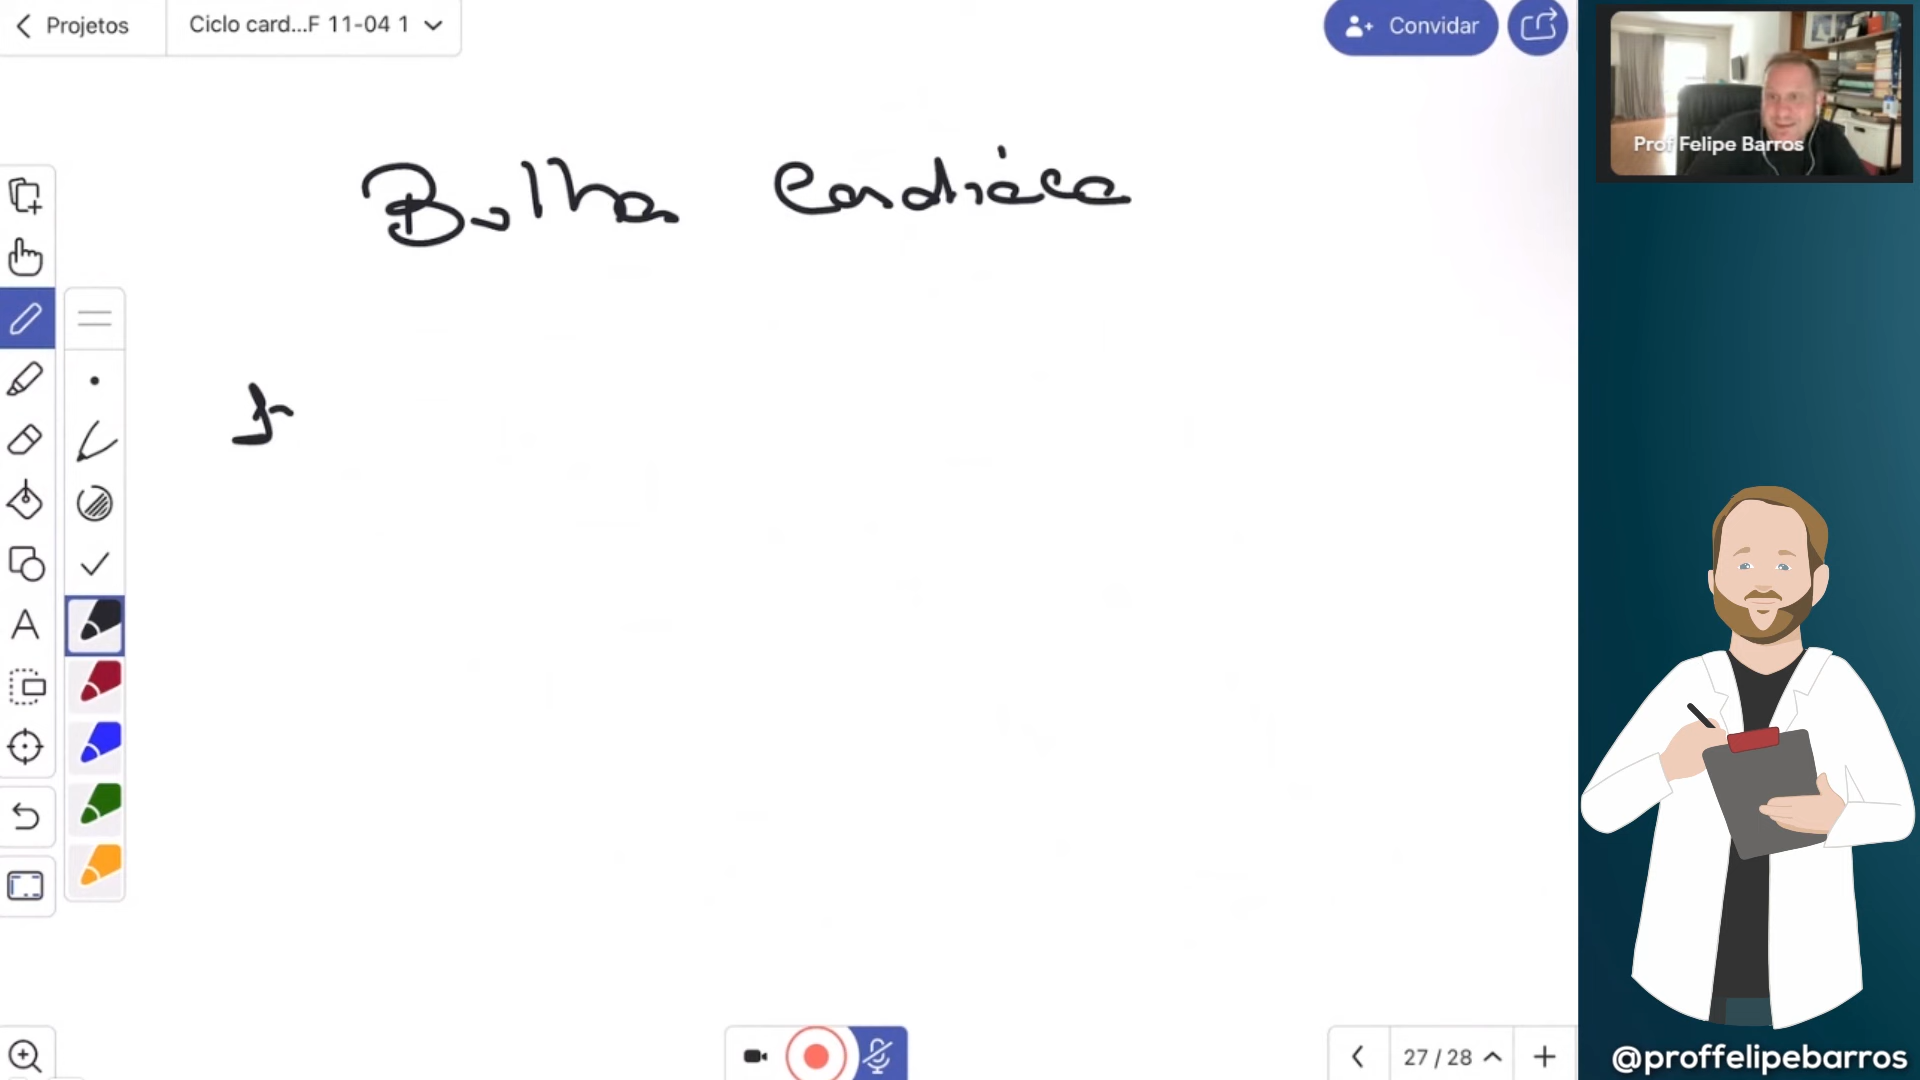 Projetos
Ciclo card...F 11-04 1
Convidar
Prof Felipe Barros
Bulha Cardíaca
A
27 / 28
@proffelipebarros